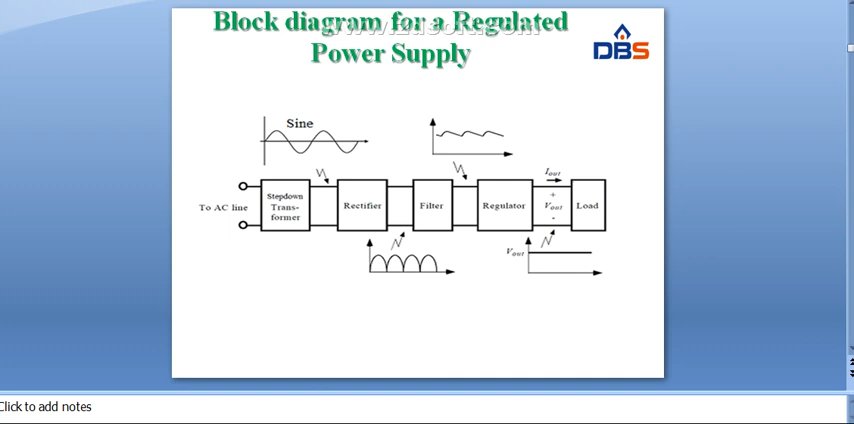 Block diagram for a Regulated
Power Supply
DBS
Sine
Iout
Stepdown
Trans-
former
To AC line
Rectifier
Filter
Regulator
+
Vout
-
Load
Vout
Click to add notes